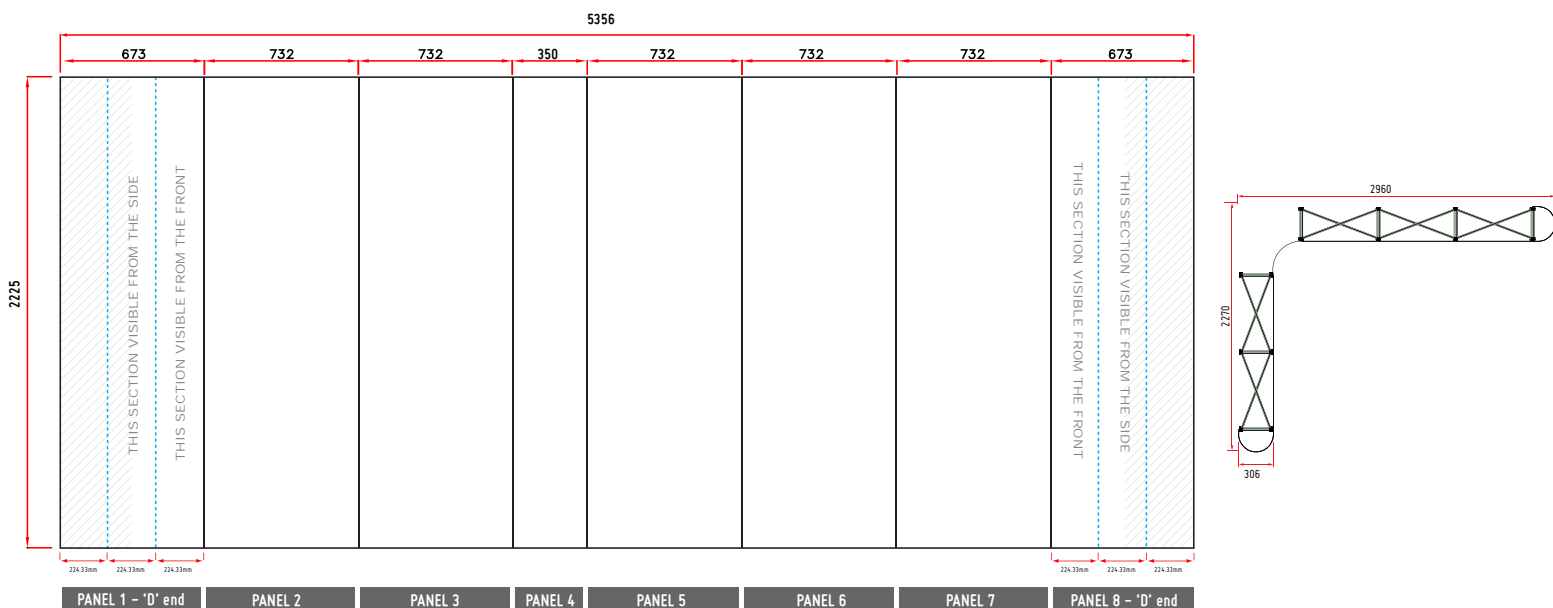 5356
673
732
732
350
732
732
732
673
2225
THIS SECTION VISIBLE FROM THE SIDE
THIS SECTION VISIBLE FROM THE FRONT
THIS SECTION VISIBLE FROM THE FRONT
THIS SECTION VISIBLE FROM THE SIDE
2960
2270
306
224.33mm
224.33mm
224.33mm
224.33mm
224.33mm
224.33mm
PANEL 1 – 'D' end
PANEL 2
PANEL 3
PANEL 4
PANEL 5
PANEL 6
PANEL 7
PANEL 8 – 'D' end